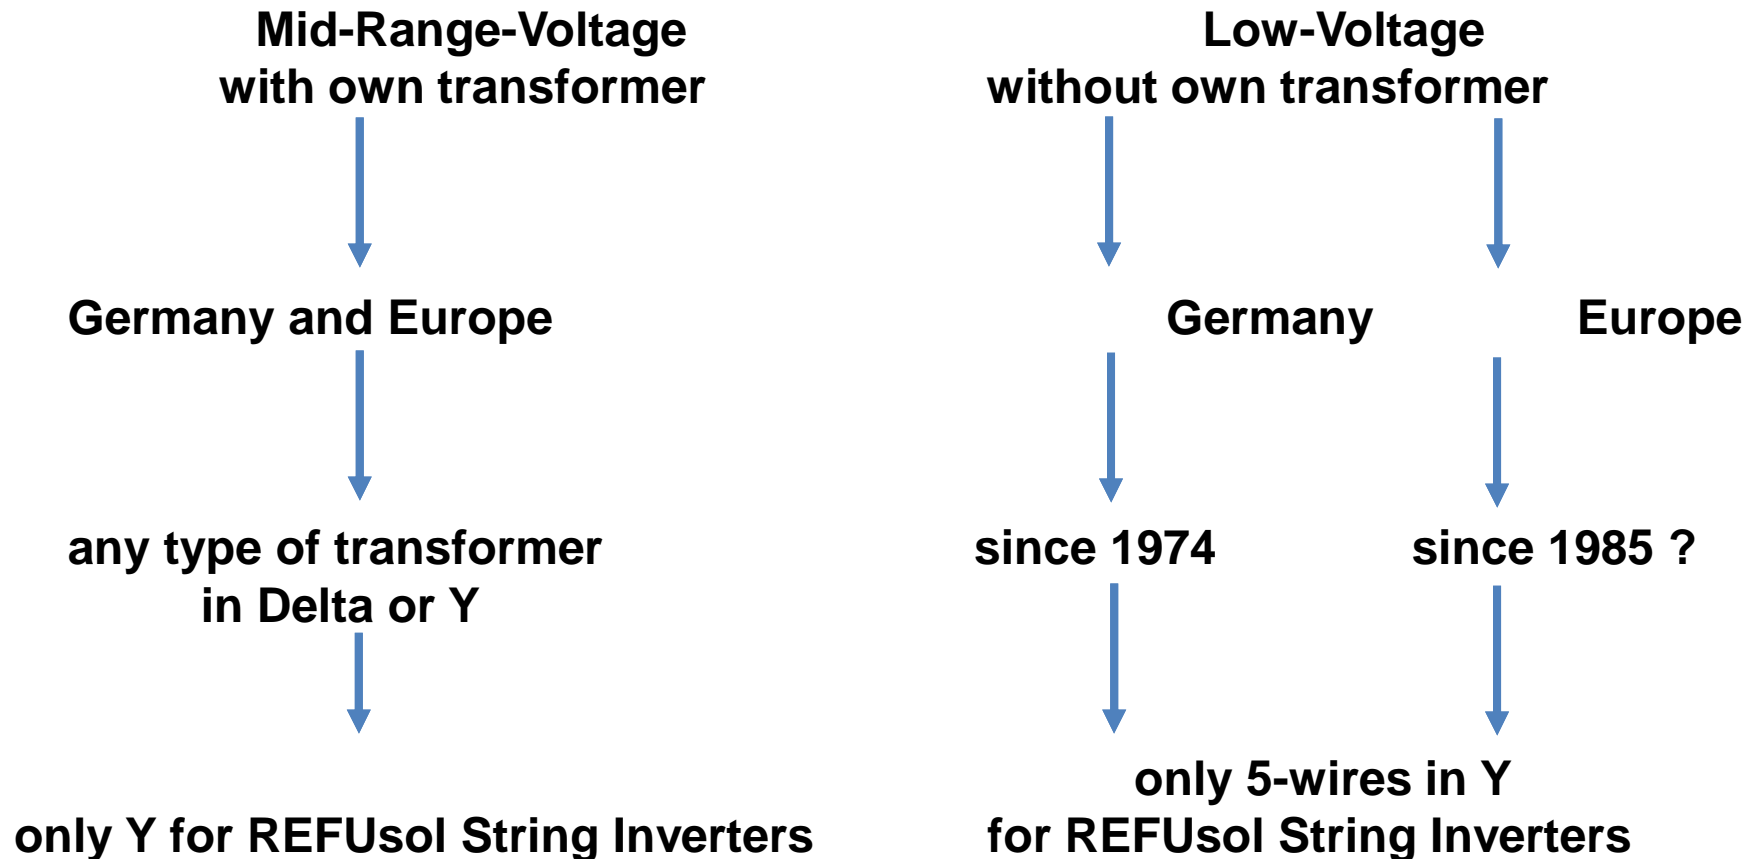 Mid-Range-Voltage
with own transformer
Germany and Europe
any type of transformer
in Delta or Y
only Y for REFUsol String Inverters
Low-Voltage
without own transformer
Germany
Europe
since 1974
since 1985 ?
only 5-wires in Y
for REFUsol String Inverters